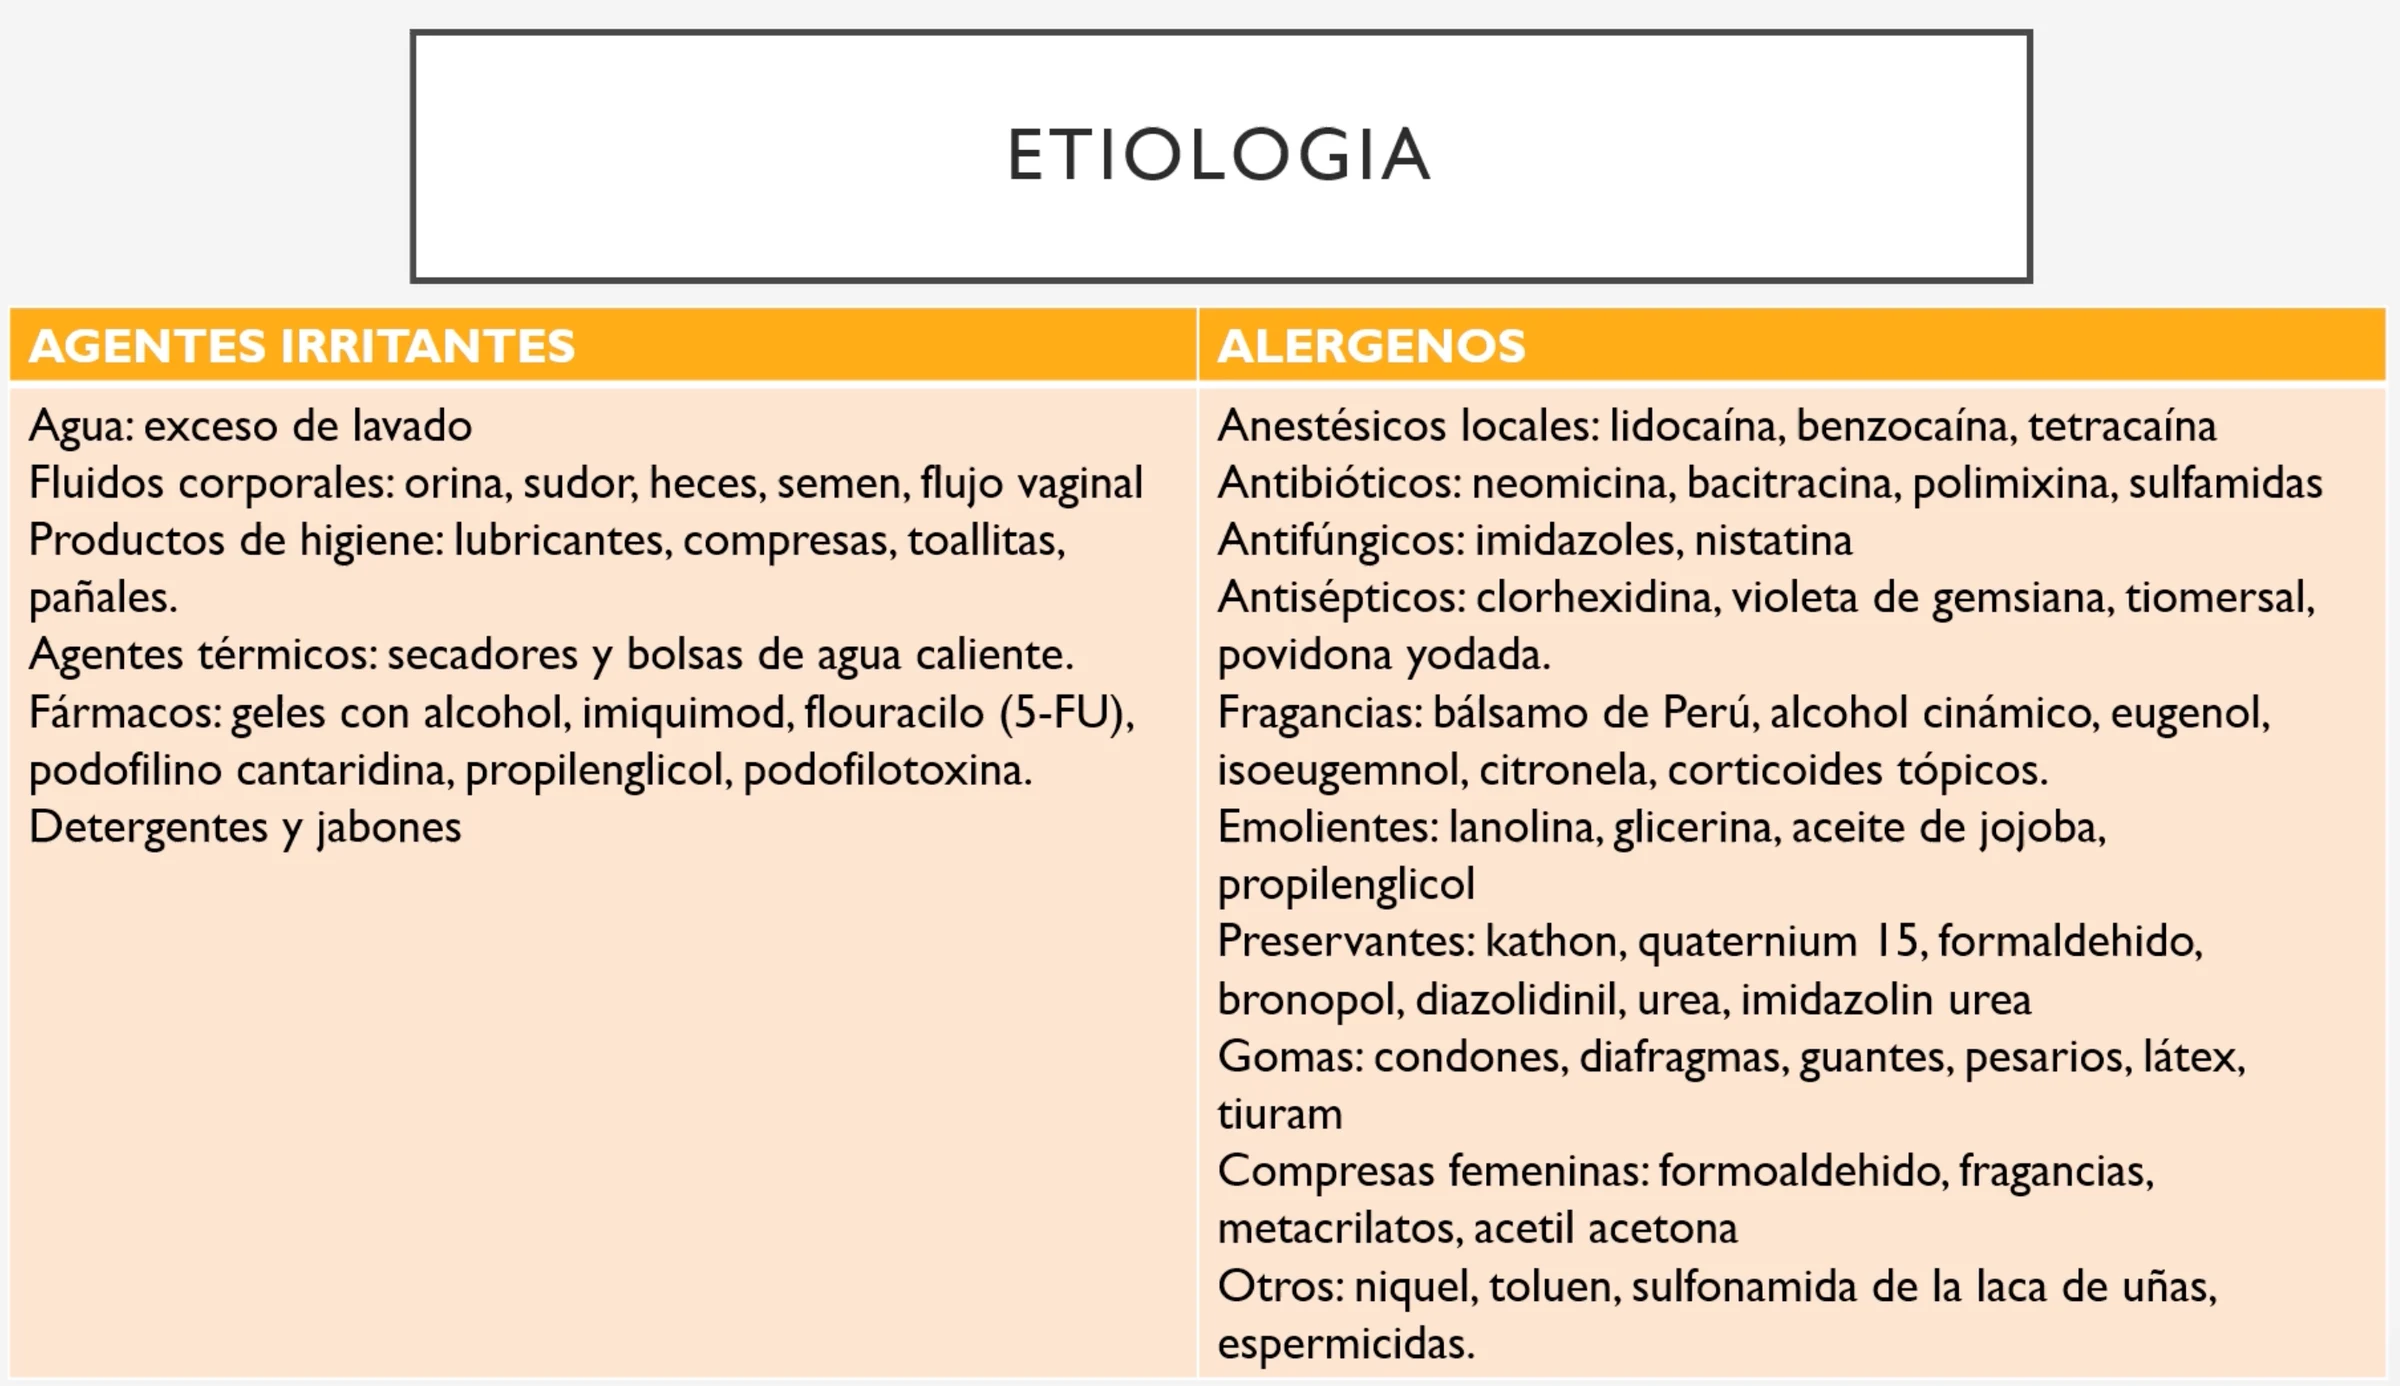 ETIOLOGIA
AGENTES IRRITANTES
Agua: exceso de lavado
Fluidos corporales: orina, sudor, heces, semen, flujo vaginal
Productos de higiene: lubricantes, compresas, toallitas,
pañales.
Agentes térmicos: secadores y bolsas de agua caliente.
Fármacos: geles con alcohol, imiquimod, flouracilo (5-FU),
podofilino cantaridina, propilenglicol, podofilotoxina.
Detergentes y jabones
ALERGENOS
Anestésicos locales: lidocaína, benzocaína, tetracaína
Antibióticos: neomicina, bacitracina, polimixina, sulfamidas
Antifúngicos: imidazoles, nistatina
Antisépticos: clorhexidina, violeta de gemsiana, tiomersal,
povidona yodada.
Fragancias: bálsamo de Perú, alcohol cinámico, eugenol,
isoeugemnol, citronela, corticoides tópicos.
Emolientes: lanolina, glicerina, aceite de jojoba,
propilenglicol
Preservantes: kathon, quaternium 15, formaldehido,
bronopol, diazolidinil, urea, imidazolin urea
Gomas: condones, diafragmas, guantes, pesarios, látex,
tiuram
Compresas femeninas: formoaldehido, fragancias,
metacrilatos, acetil acetona
Otros: niquel, toluen, sulfonamida de la laca de uñas,
espermicidas.